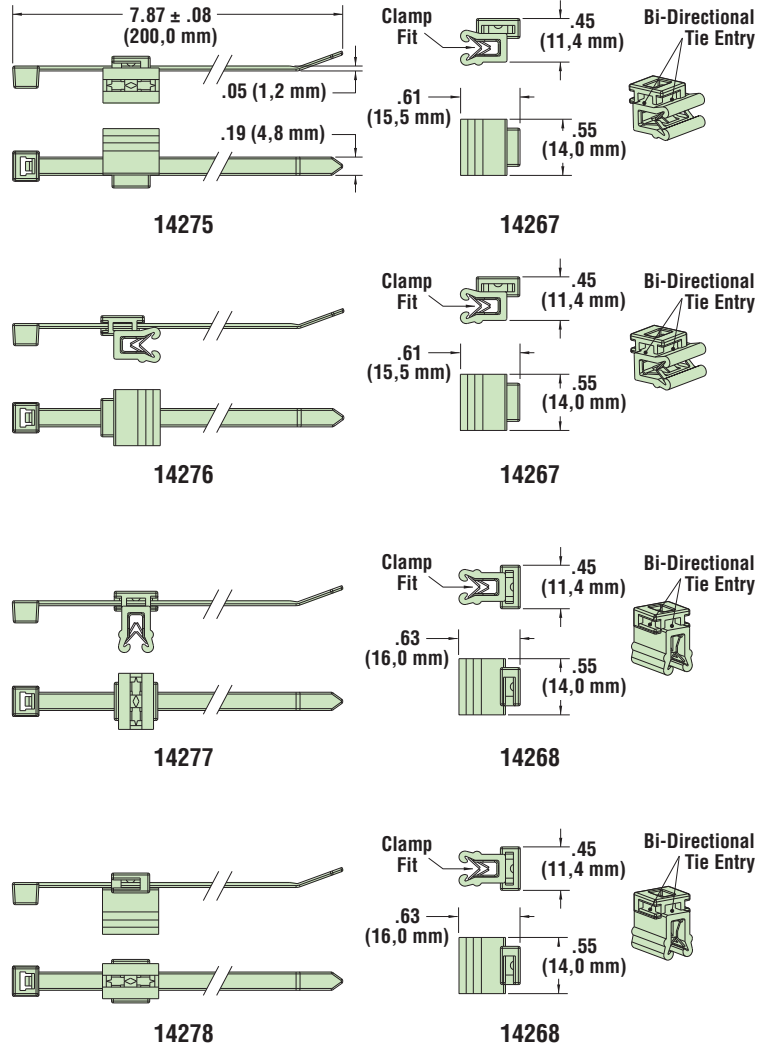 7.87 ± .08
(200,0 mm)
.05 (1,2 mm)
.19 (4,8 mm)
14275
Clamp
Fit
.45
(11,4 mm)
Bi-Directional
Tie Entry
.61
(15,5 mm)
.55
(14,0 mm)
14267
14276
Clamp
Fit
.45
(11,4 mm)
Bi-Directional
Tie Entry
.61
(15,5 mm)
.55
(14,0 mm)
14267
14277
Clamp
Fit
.45
(11,4 mm)
Bi-Directional
Tie Entry
.63
(16,0 mm)
.55
(14,0 mm)
14268
14278
Clamp
Fit
.45
(11,4 mm)
Bi-Directional
Tie Entry
.63
(16,0 mm)
.55
(14,0 mm)
14268